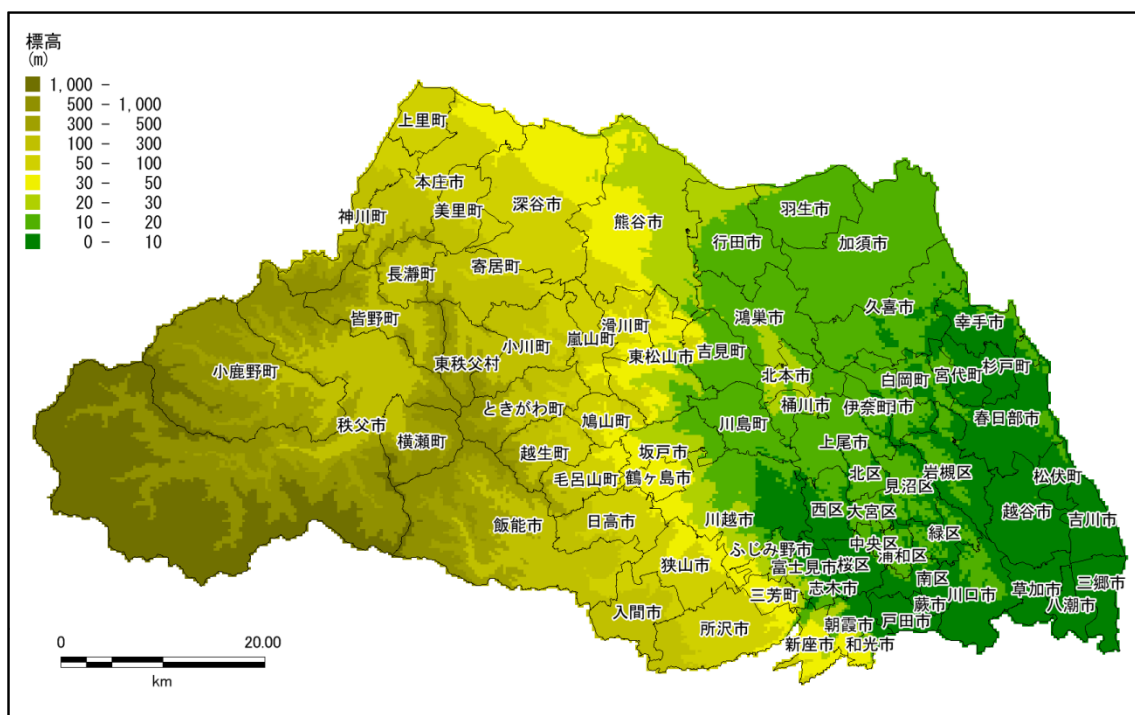 標高
(m)
1,000 -
500 - 1,000
300 - 500
100 - 300
50 - 100
30 - 50
20 - 30
10 - 20
0 - 10
上里町
本庄市
美里町
神川町
深谷市
熊谷市
行田市
羽生市
加須市
長瀞町
寄居町
皆野町
小鹿野町
秩父市
横瀬町
東秩父村
小川町
嵐山町
滑川町
東松山市
吉見町
鴻巣市
久喜市
幸手市
杉戸町
宮代町
白岡町
北本市
桶川市
伊奈町
市
春日部市
ときがわ町
鳩山町
川島町
上尾市
越生町
坂戸市
毛呂山町
鶴ヶ島市
北区
見沼区
岩槻区
松伏町
飯能市
日高市
川越市
西区
大宮区
越谷市
吉川市
ふじみ野市
中央区
緑区
浦和区
狭山市
富士見市
桜区
三芳町
志木市
南区
川口市
草加市
三郷市
八潮市
蕨市
戸田市
入間市
所沢市
朝霞市
新座市
和光市
0 20.00
km